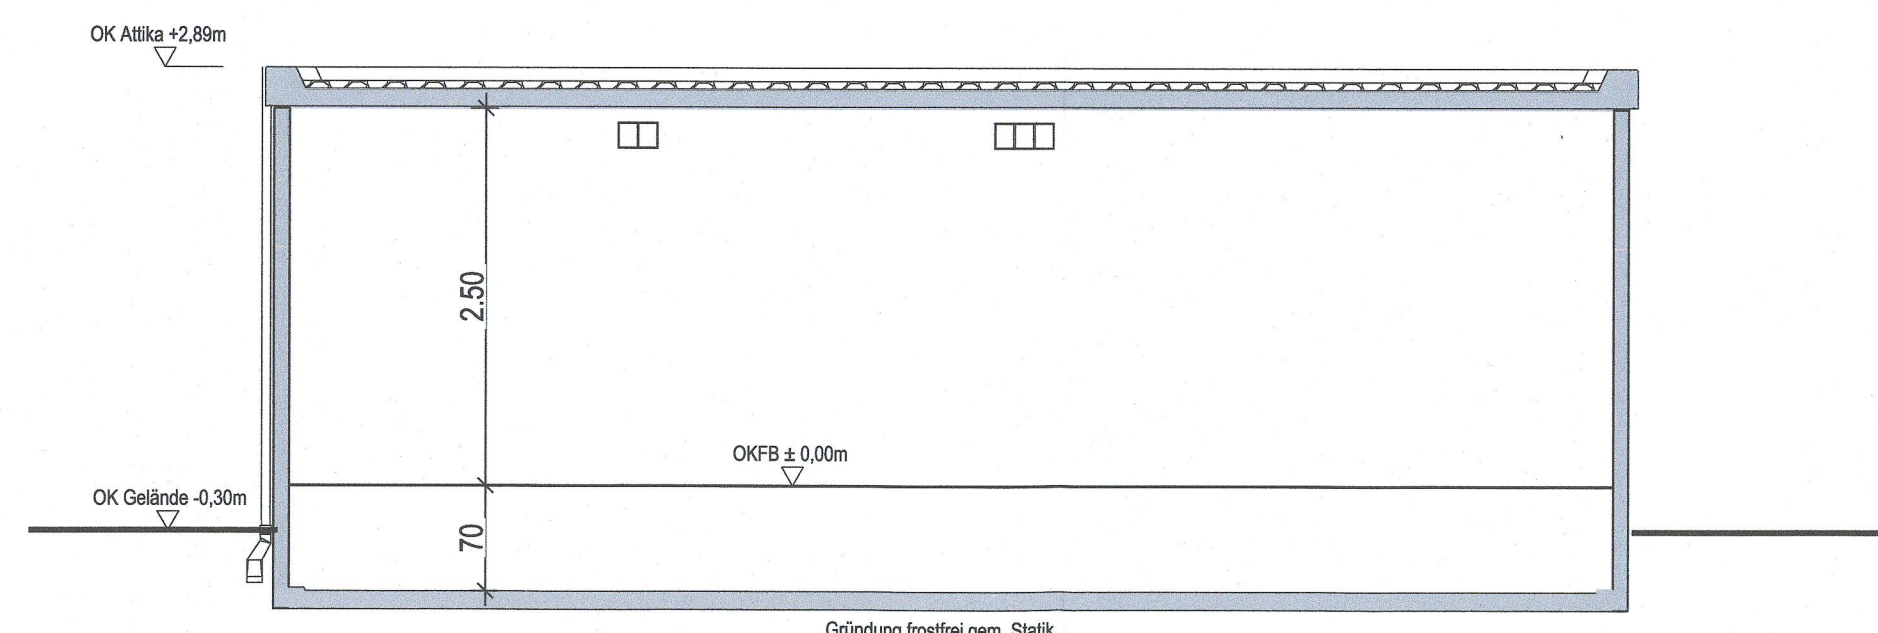 OK Attika +2,89m
2.50
OKFB ± 0,00m
OK Gelände -0,30m
70
Gründung frostfrei gem. Statik